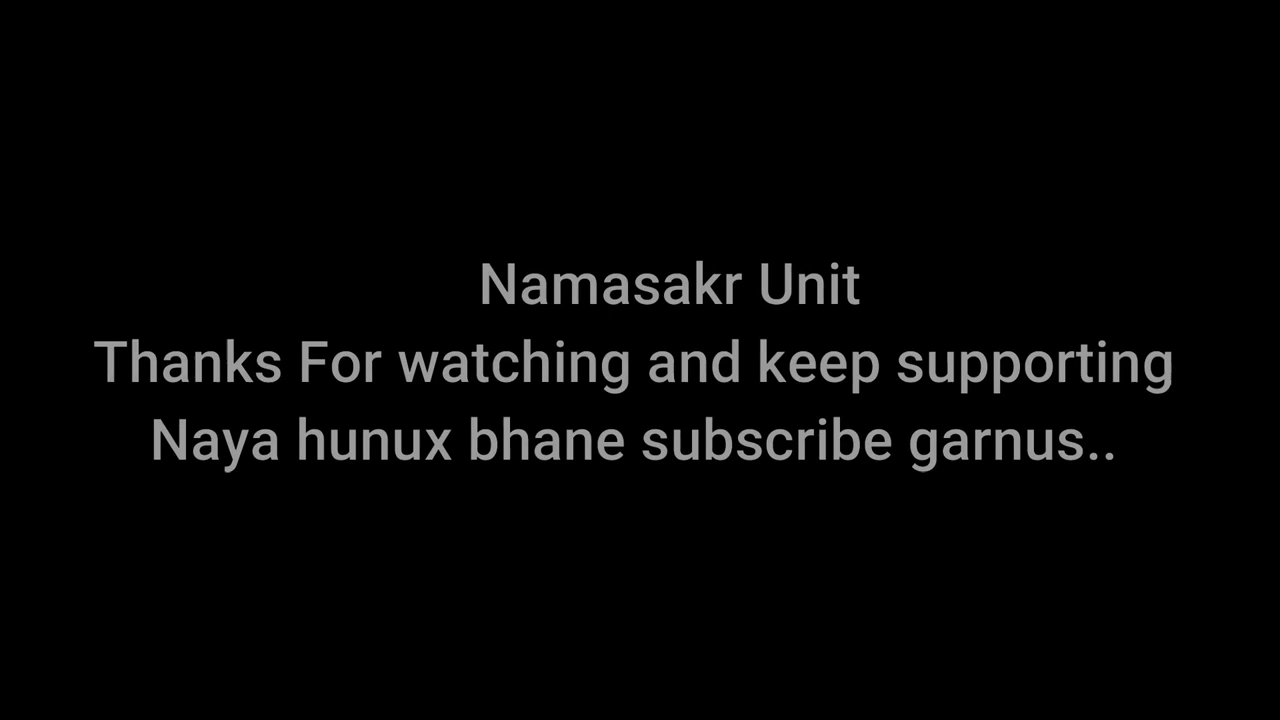 Namasakr Unit
Thanks For watching and keep supporting
Naya hunux bhane subscribe garnus..